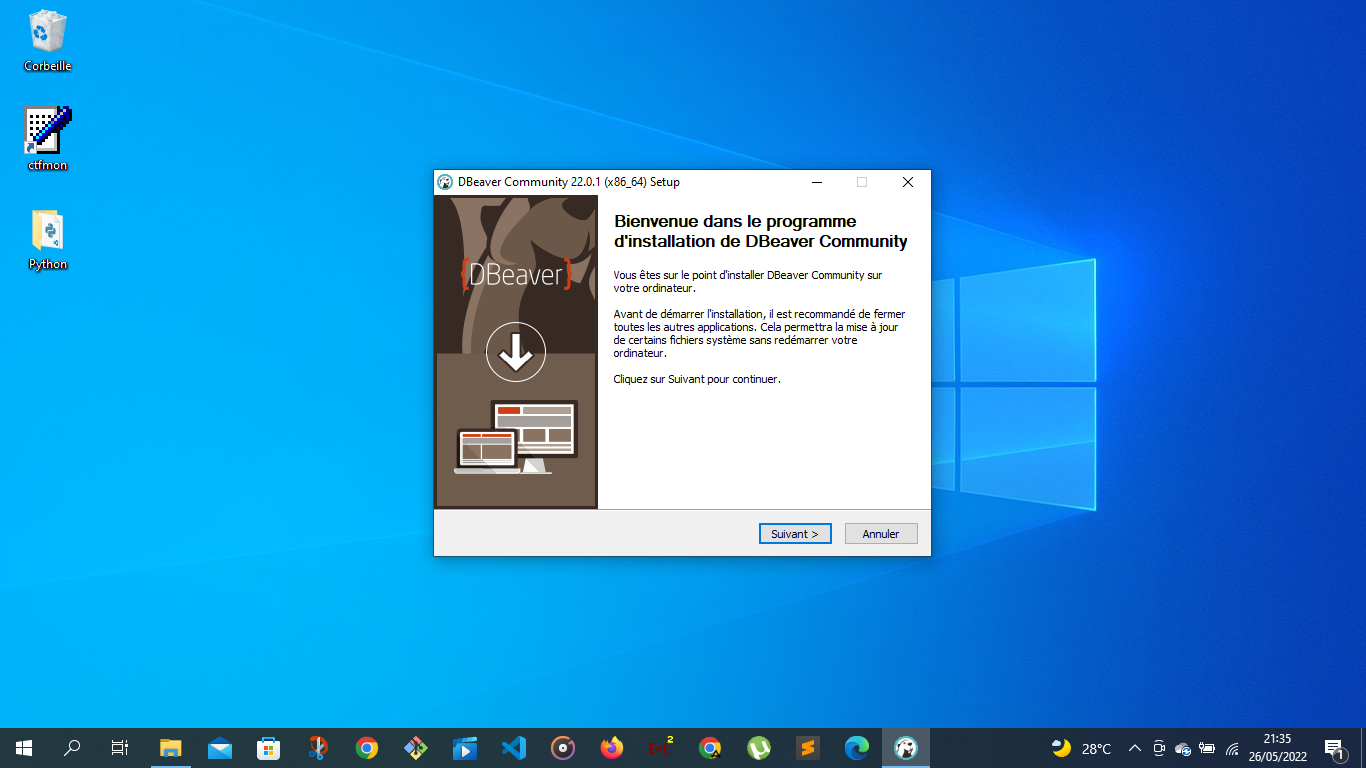 Corbeille
ctfmon
Python
DBeaver Community 22.0.1 (x86_64) Setup
{DBeaver}
Bienvenue dans le programme
d'installation de DBeaver Community
Vous êtes sur le point d'installer DBeaver Community sur
votre ordinateur.
Avant de démarrer l'installation, il est recommandé de fermer
toutes les autres applications. Cela permettra la mise à jour
de certains fichiers système sans redémarrer votre
ordinateur.
Cliquez sur Suivant pour continuer.
Suivant >
Annuler
28°C
21:35
26/05/2022
1